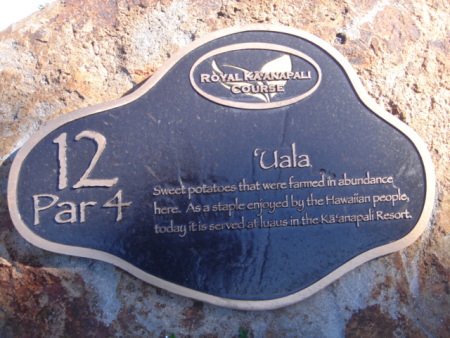 ROYAL KĀ'ANAPALI
COURSE
12
Par 4
'Uala
Sweet potatoes that were farmed in abundance
here. As a staple enjoyed by the Hawaiian people,
today it is served at luaus in the Kā'anapali Resort.